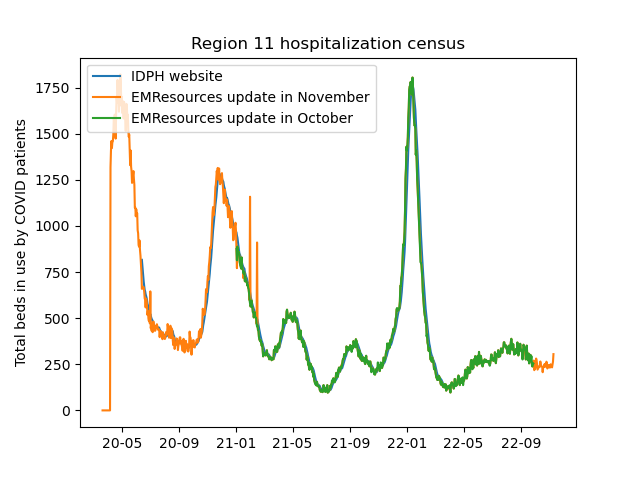 Region 11 hospitalization census
IDPH website
EMResources update in November
EMResources update in October
Total beds in use by COVID patients
1750
1500
1250
1000
750
500
250
0
20-05 20-09 21-01 21-05 21-09 22-01 22-05 22-09